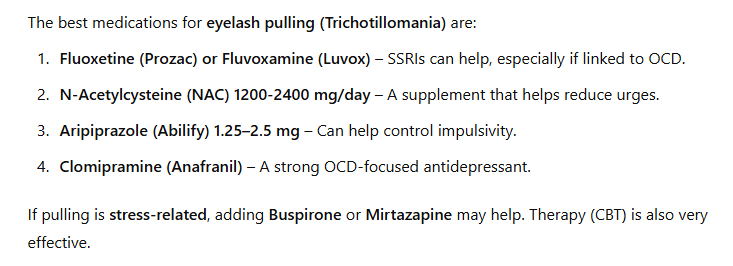 The best medications for eyelash pulling (Trichotillomania) are:
1. Fluoxetine (Prozac) or Fluvoxamine (Luvox) – SSRIs can help, especially if linked to OCD.
2. N-Acetylcysteine (NAC) 1200-2400 mg/day – A supplement that helps reduce urges.
3. Aripiprazole (Abilify) 1.25–2.5 mg – Can help control impulsivity.
4. Clomipramine (Anafranil) – A strong OCD-focused antidepressant.
If pulling is stress-related, adding Buspirone or Mirtazapine may help. Therapy (CBT) is also very
effective.